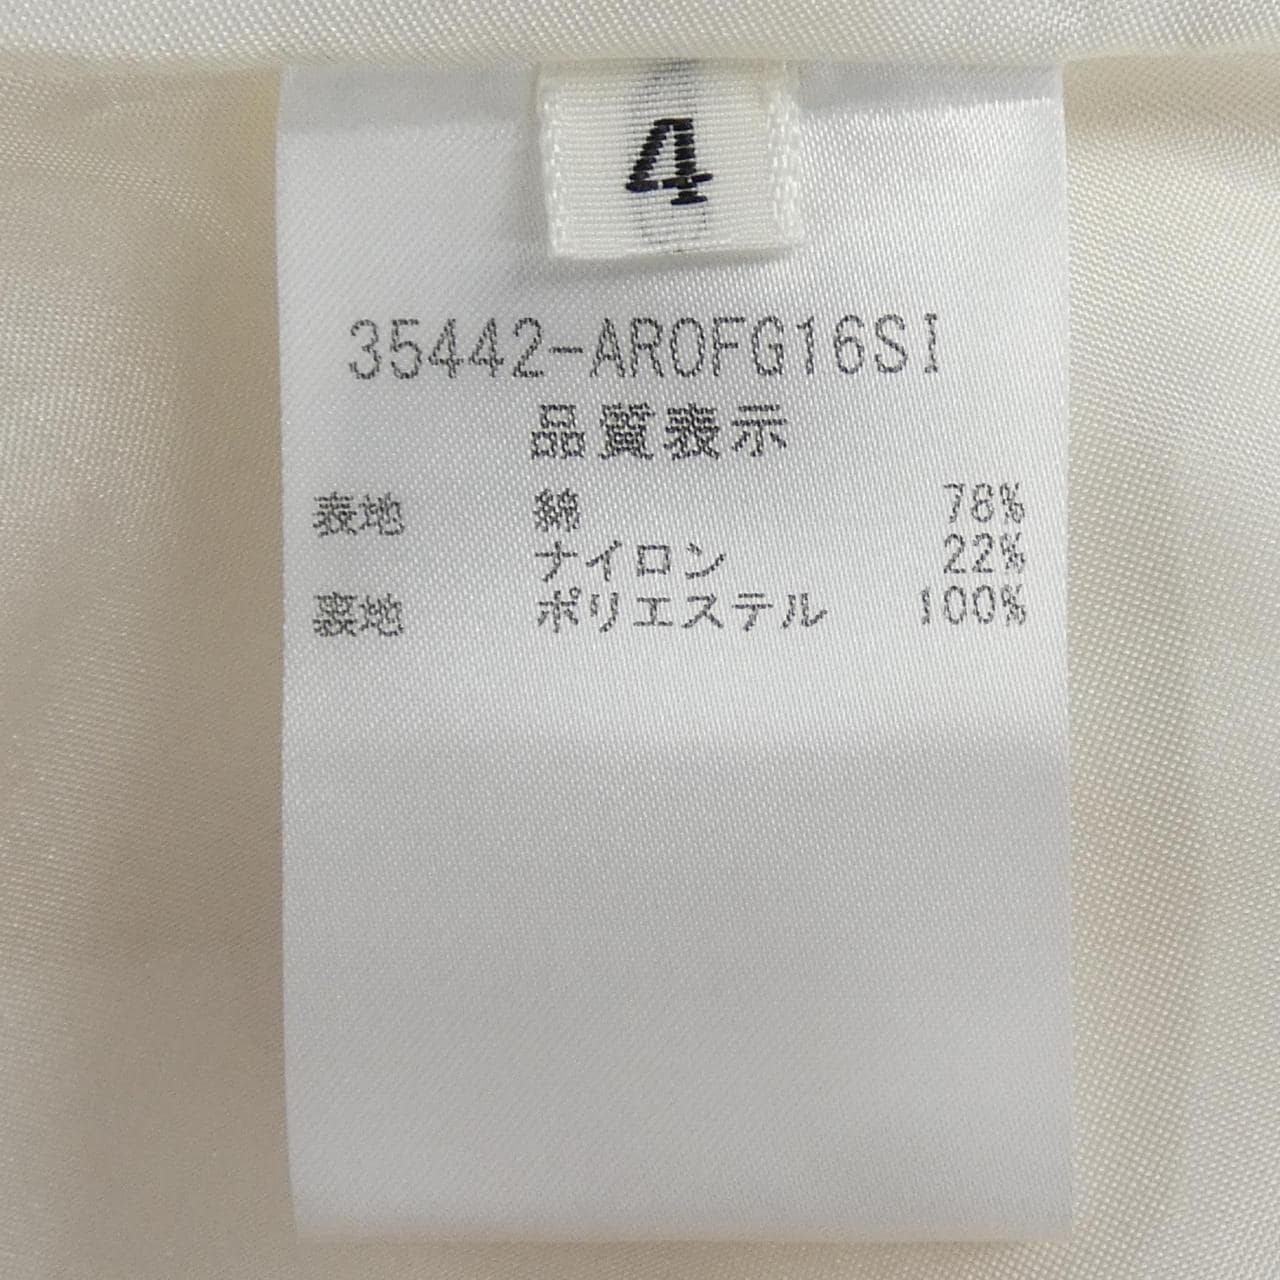 4
35442-AROFG16SI
品質表示
表地 綿 78%
ナイロン 22%
裏地 ポリエステル 100%